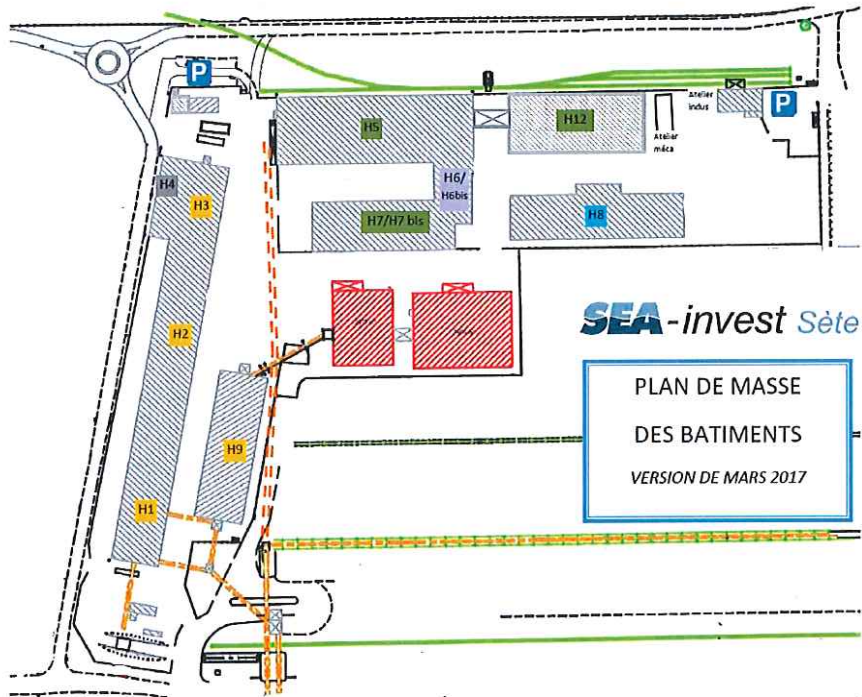 P
P
H5
H12
Atelier
méca
Atelier
indus
H4
H3
H6/
H6bis
H7/H7 bis
H8
H2
H9
H1
SEA-invest Sète
PLAN DE MASSE
DES BATIMENTS
VERSION DE MARS 2017